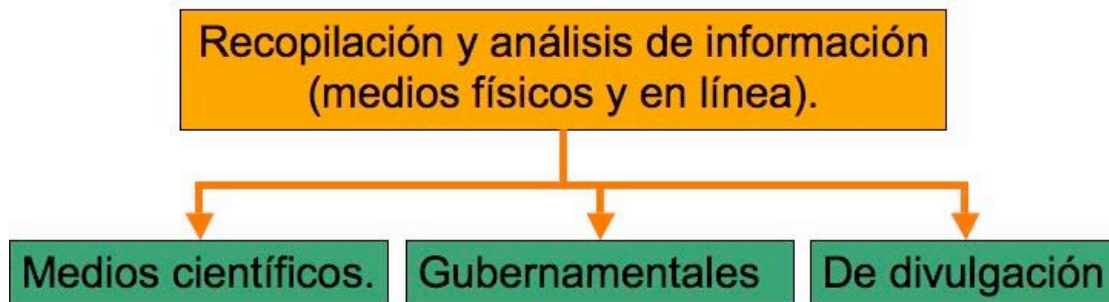 Recopilación y análisis de información
(medios físicos y en línea).
Medios científicos.
Gubernamentales
De divulgación